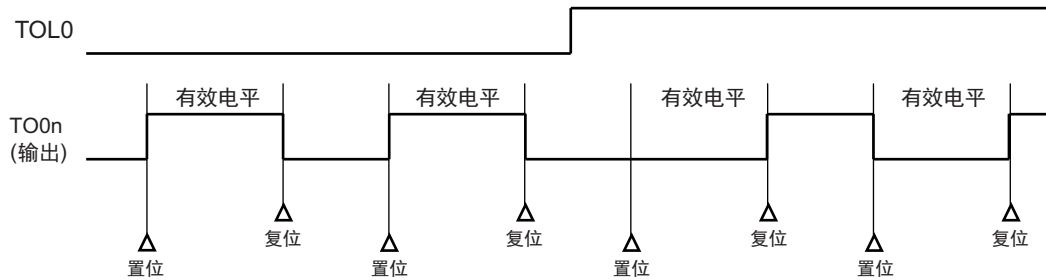 TOL0
有效电平 有效电平 有效电平 有效电平
TO0n
(输出)
复位 复位 复位 复位
置位 置位 置位 置位